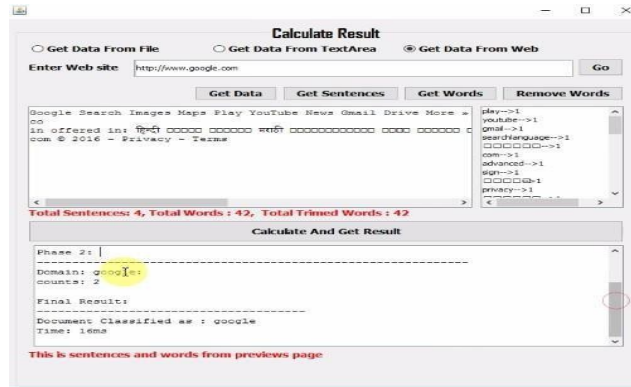 Calculate Result
Get Data From File Get Data From TextArea Get Data From Web
Enter Web site http://www.google.com Go
Get Data Get Sentences Get Words Remove Words
Google Search Images Maps Play YouTube News Gmail Drive More »
co
in offered in: हिन्दी □□□□□ □□□□□□ मराठी □□□□□□□□□□□□ □□□□ □□□□□□
com © 2016 - Privacy - Terms
play-->1
youtube-->1
gmail-->1
searchlanguage-->1
□□□□□□-->1
com-->1
advanced-->1
sign-->1
□□□□□-->1
privacy-->1
Total Sentences: 4, Total Words : 42, Total Trimed Words : 42
Calculate And Get Result
Phase 2:
Domain: google:
counts: 2
Final Result:
Document Classified as : google
Time: 16ms
This is sentences and words from previews page